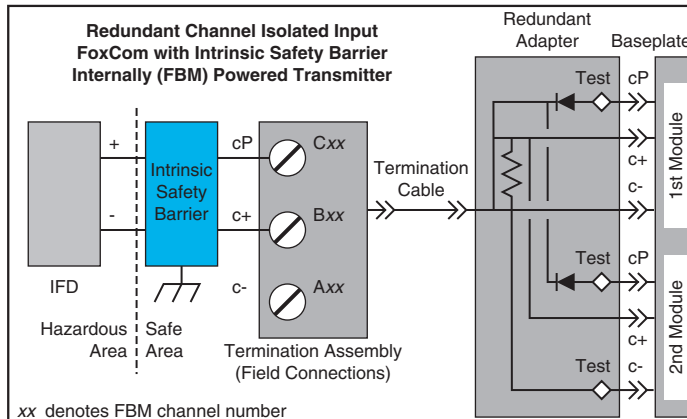 Redundant Channel Isolated Input
FoxCom with Intrinsic Safety Barrier
Internally (FBM) Powered Transmitter
Redundant
Adapter
Baseplate
IFD
+
-
Hazardous
Area
Safe
Area
Intrinsic
Safety
Barrier
cP
c+
c-
Cxx
Bxx
Axx
Termination Assembly
(Field Connections)
Termination
Cable
Test
cP
c+
c-
1st Module
Test
cP
c+
c-
Test
2nd Module
xx denotes FBM channel number